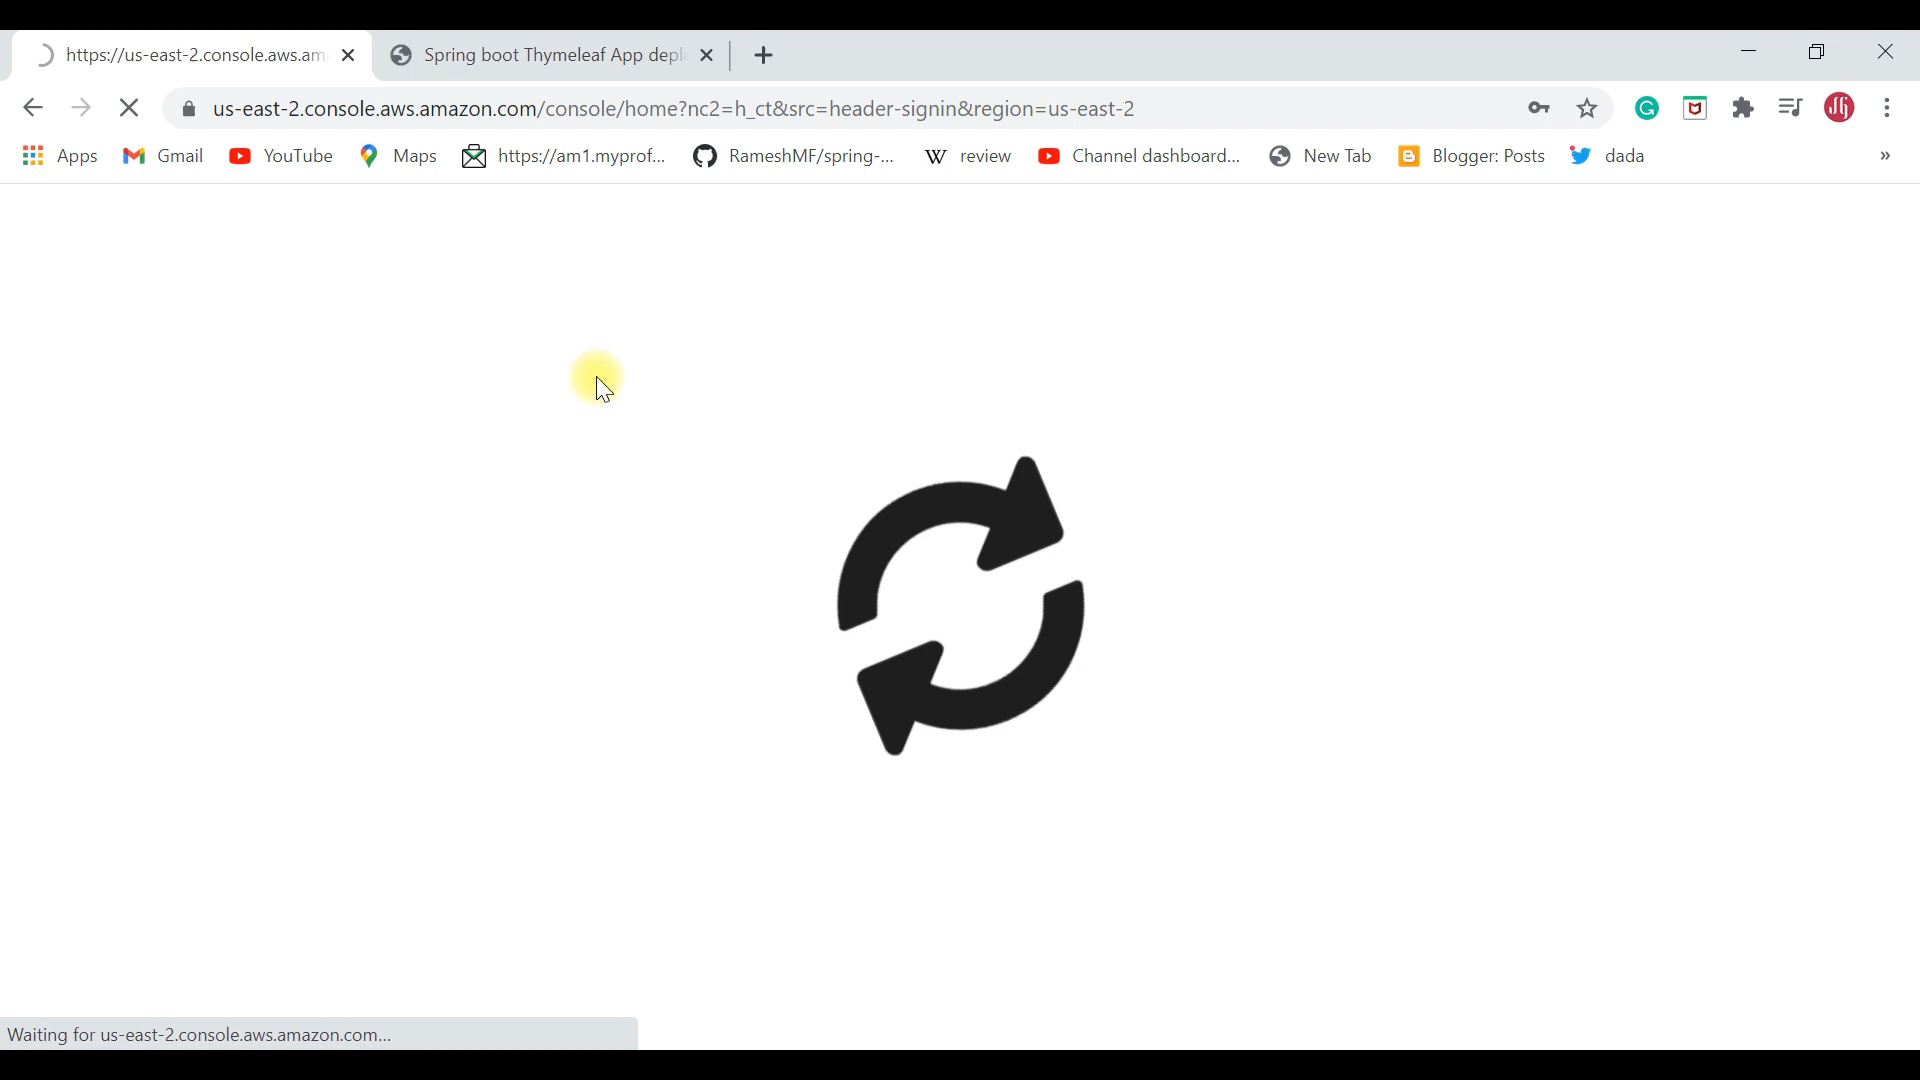 https://us-east-2.console.aws.am
Spring boot Thymeleaf App depl
us-east-2.console.aws.amazon.com/console/home?nc2=h_ct&src=header-signin&region=us-east-2
Apps Gmail YouTube Maps https://am1.myprof... RameshMF/spring-... W review Channel dashboard... New Tab Blogger: Posts dada »
Waiting for us-east-2.console.aws.amazon.com...